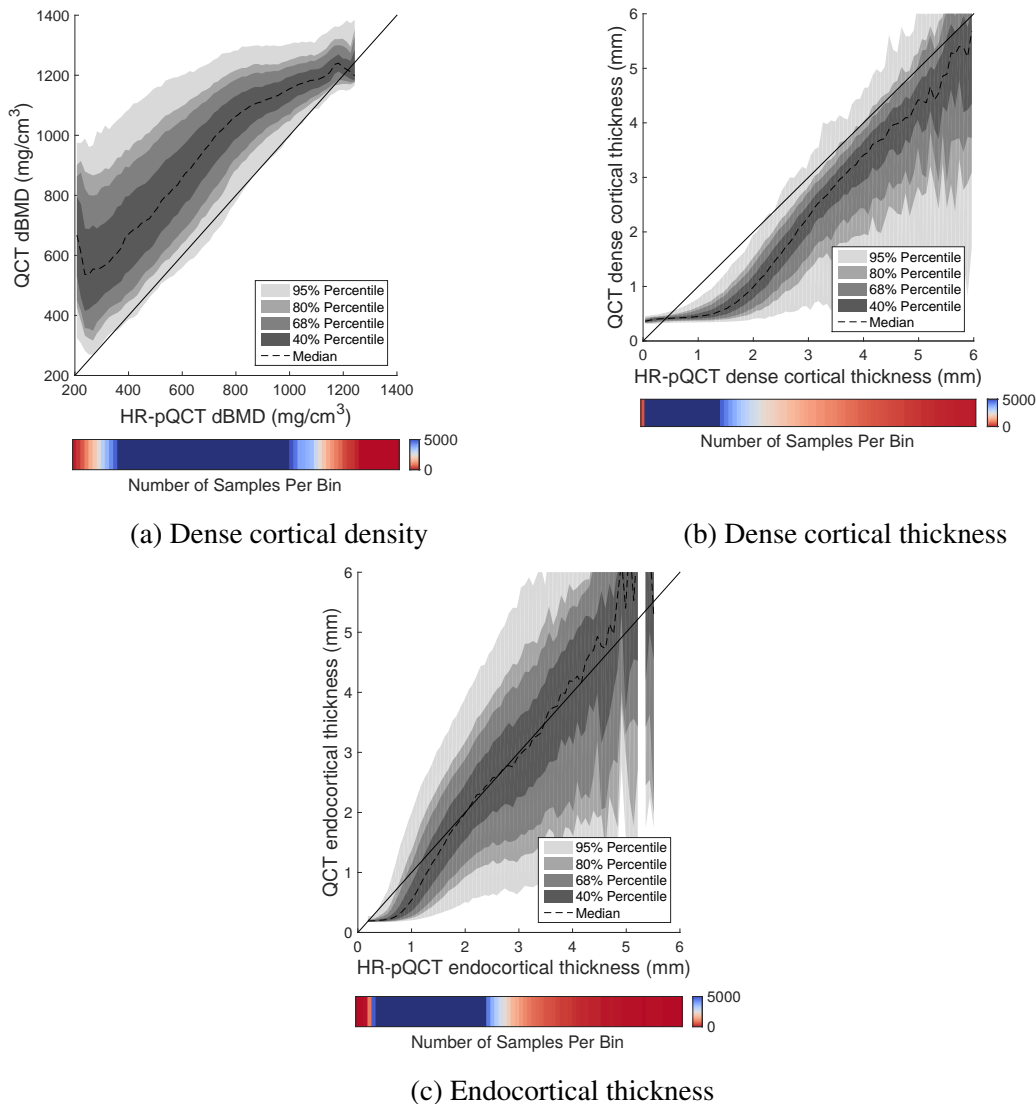 1400
1200
1000
800
600
400
200
QCT dBMD (mg/cm³)
95% Percentile
80% Percentile
68% Percentile
40% Percentile
Median
200 400 600 800 1000 1200 1400
HR-pQCT dBMD (mg/cm³)
5000
0
Number of Samples Per Bin
(a) Dense cortical density
6
5
4
3
2
1
0
QCT dense cortical thickness (mm)
95% Percentile
80% Percentile
68% Percentile
40% Percentile
Median
0 1 2 3 4 5 6
HR-pQCT dense cortical thickness (mm)
5000
0
Number of Samples Per Bin
(b) Dense cortical thickness
6
5
4
3
2
1
0
QCT endocortical thickness (mm)
95% Percentile
80% Percentile
68% Percentile
40% Percentile
Median
0 1 2 3 4 5 6
HR-pQCT endocortical thickness (mm)
5000
0
Number of Samples Per Bin
(c) Endocortical thickness